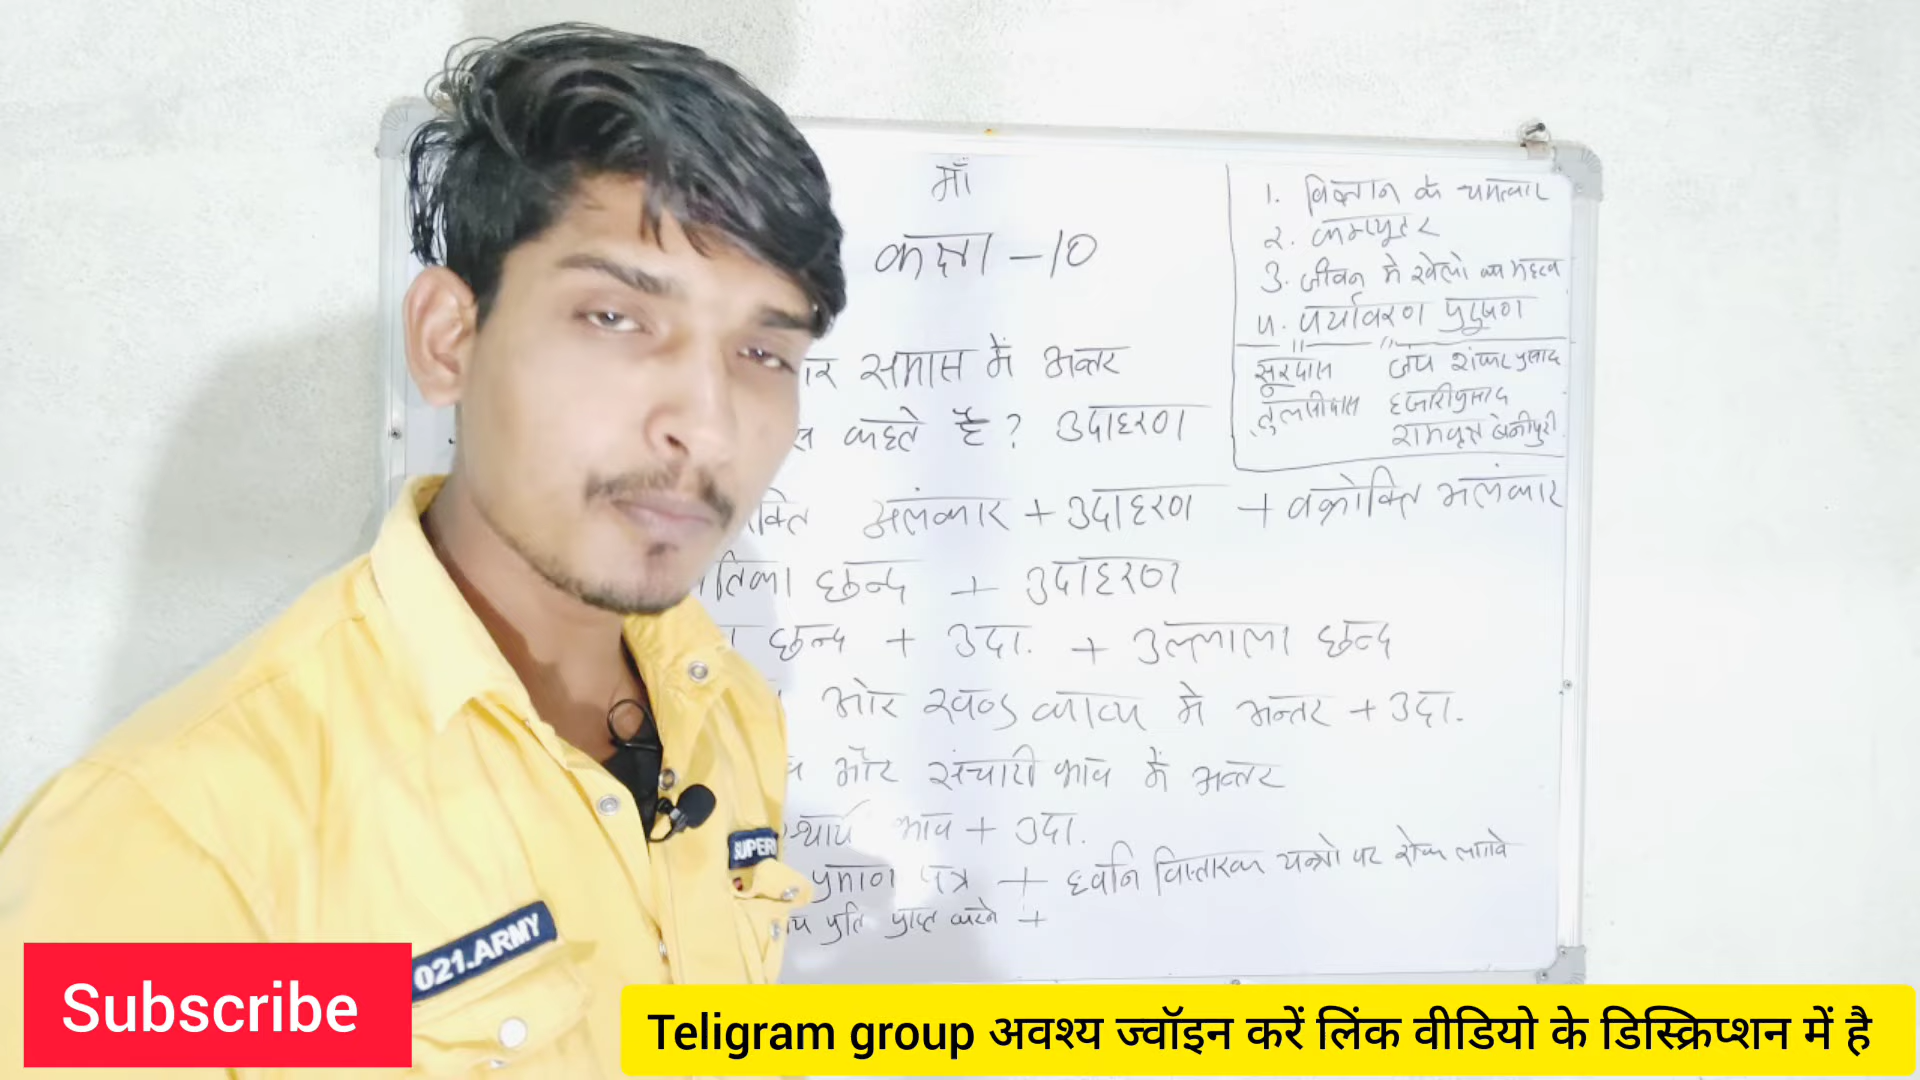 माँ
कक्षा - 10
समास में अन्तर
कहते है ? उदाहरण
अलंकार + उदाहरण + वक्रोक्ति अलंकार
छन्द + उदाहरण
छन्द + उदा. + उल्लाला छन्द
और खण्ड काव्य मे अन्तर + उदा.
और संचारी भाव में अन्तर
भाव + उदा.
प्रमाण पत्र + ध्वनि विस्तारक यन्त्रो पर रोक लगावे
प्रति प्राप्त करने +
1. विज्ञान के चमत्कार
2. कम्प्यूटर
3. जीवन मे खेलो का महत्व
4. पर्यावरण प्रदुषण
सूरदास जय शंकर प्रसाद
तुलसीदास हजारीप्रसाद
रामवृक्ष बेनीपुरी
SUPER
021.ARMY
Subscribe
Teligram group अवश्य ज्वॉइन करें लिंक वीडियो के डिस्क्रिप्शन में है